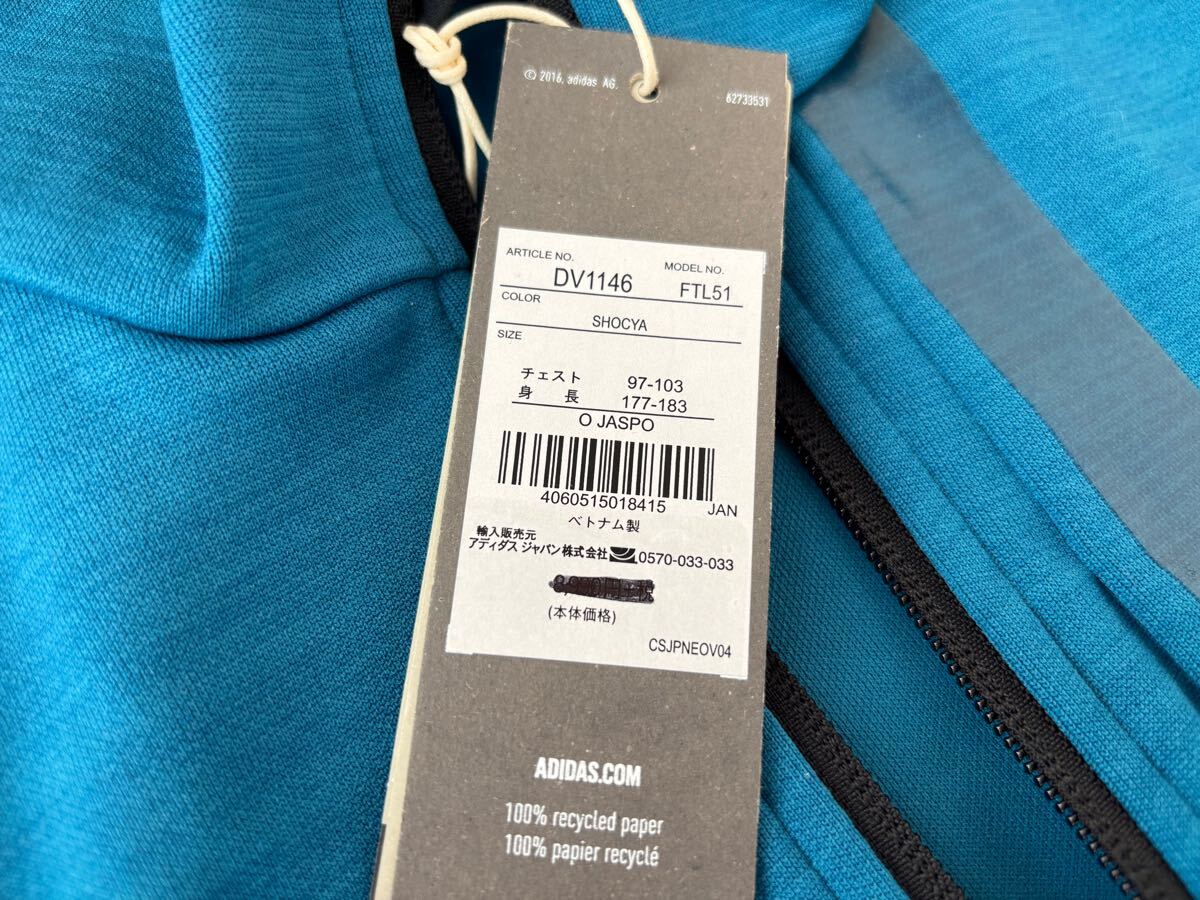 © 2016, adidas AG.
62733531
ARTICLE NO. MODEL NO.
DV1146 FTL51
COLOR
SHOCYA
SIZE
チェスト 97-103
身 長 177-183
O JASPO
4060515018415 JAN
ベトナム製
輸入販売元
アディダス ジャパン株式会社 0570-033-033
(本体価格)
CSJPNEOV04
ADIDAS.COM
100% recycled paper
100% papier recyclé